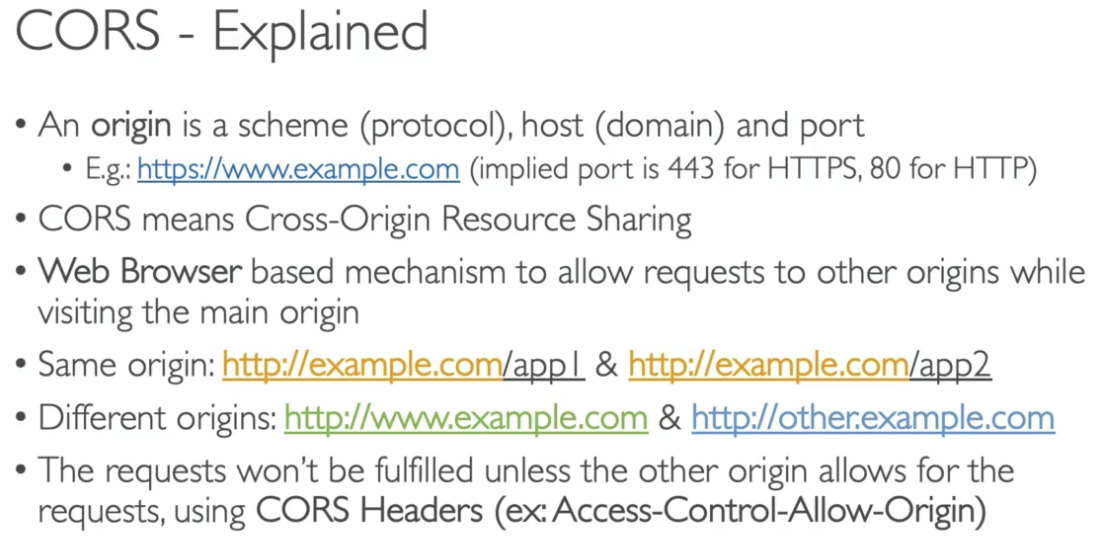 CORS - Explained
• An origin is a scheme (protocol), host (domain) and port
• E.g.: https://www.example.com (implied port is 443 for HTTPS, 80 for HTTP)
• CORS means Cross-Origin Resource Sharing
• Web Browser based mechanism to allow requests to other origins while
visiting the main origin
• Same origin: http://example.com/app1 & http://example.com/app2
• Different origins: http://www.example.com & http://other.example.com
• The requests won't be fulfilled unless the other origin allows for the
requests, using CORS Headers (ex: Access-Control-Allow-Origin)